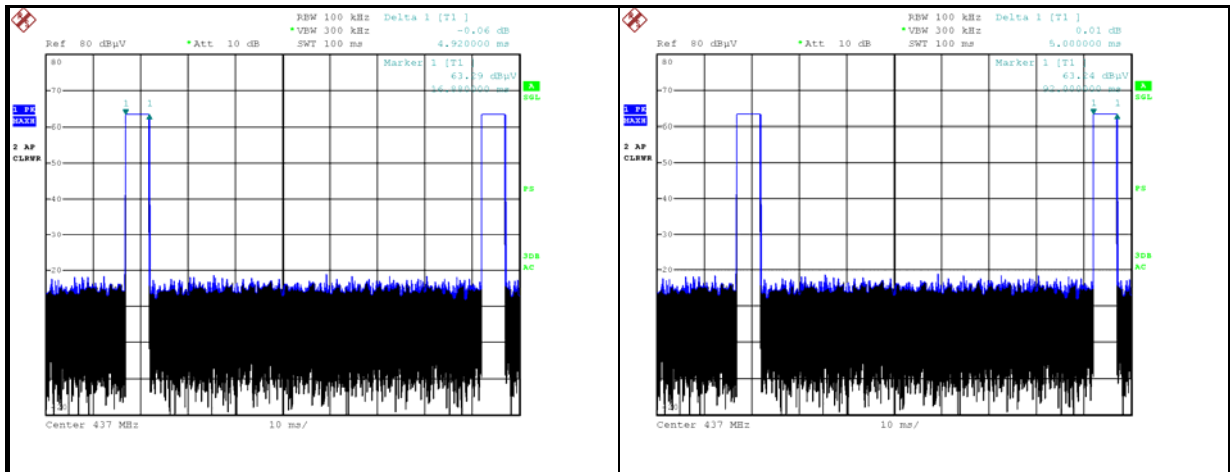 RBW 100 kHz Delta 1 [T1 ]
*VBW 300 kHz -0.06 dB
Ref 80 dBµV *Att 10 dB SWT 100 ms 4.920000 ms
80
Marker 1 [T1 ]
63.29 dBµV
16.880000 ms
A
SGL
70
1 1
1 PK
MAXH
60
2 AP
CLRWR
50
PS
40
30
3DB
AC
20
Center 437 MHz 10 ms/
RBW 100 kHz Delta 1 [T1 ]
*VBW 300 kHz 0.01 dB
Ref 80 dBµV *Att 10 dB SWT 100 ms 5.080000 ms
80
Marker 1 [T1 ]
63.24 dBµV
92.080000 ms
A
SGL
70
1 1
1 PK
MAXH
60
2 AP
CLRWR
50
PS
40
30
3DB
AC
20
Center 437 MHz 10 ms/